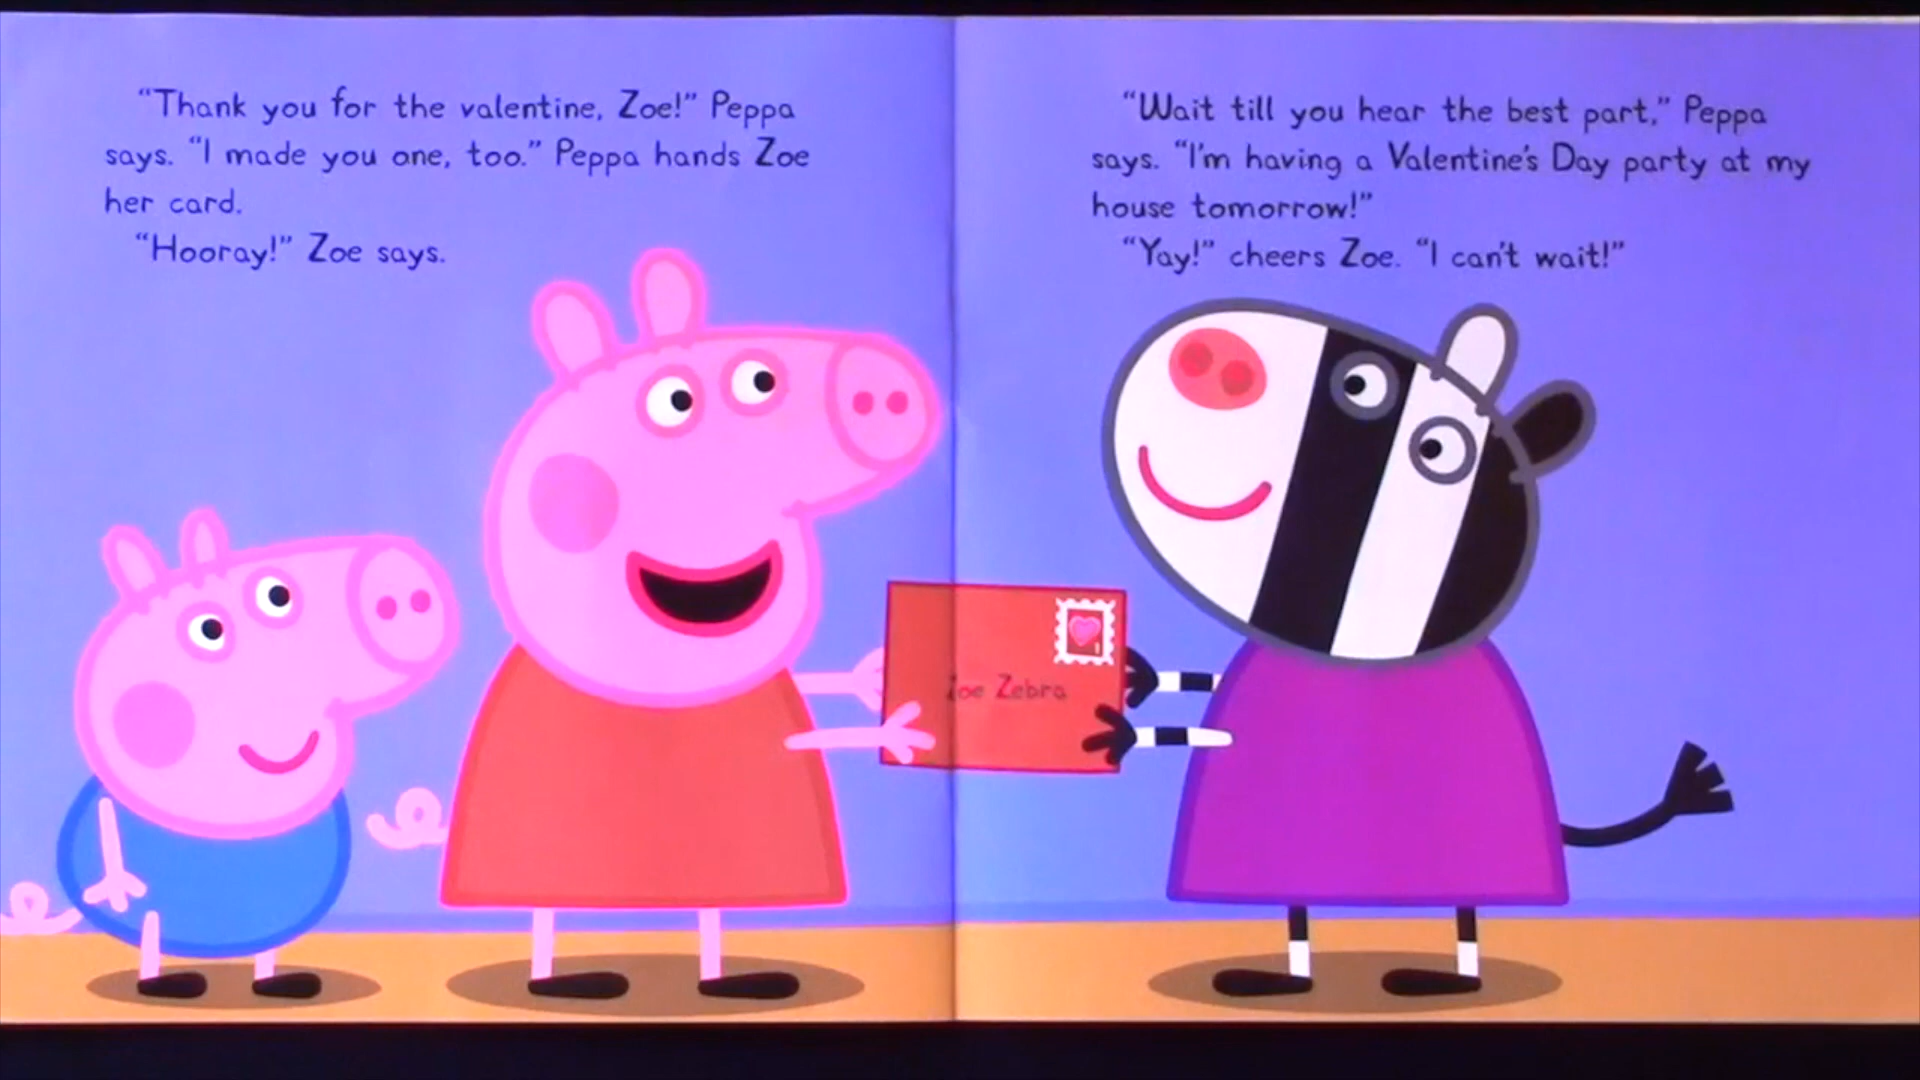 “Thank you for the valentine, Zoe!” Peppa
says. “I made you one, too.” Peppa hands Zoe
her card.
“Hooray!” Zoe says.
“Wait till you hear the best part,” Peppa
says. “I'm having a Valentine's Day party at my
house tomorrow!”
“Yay!” cheers Zoe. “I can't wait!”
Zoe Zebra